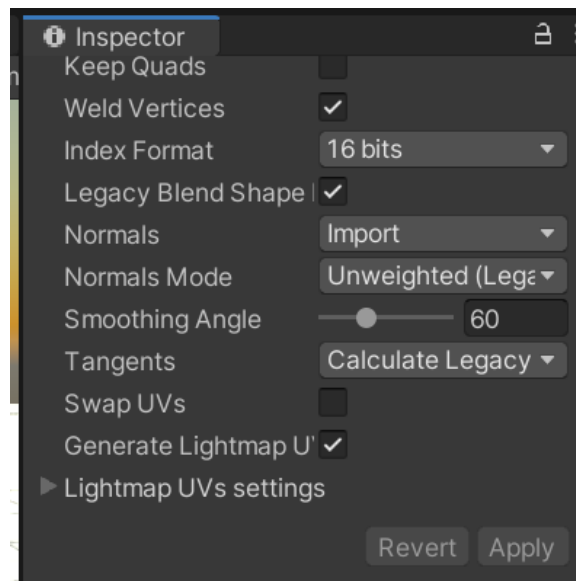 Inspector
Keep Quads
Weld Vertices
Index Format 16 bits
Legacy Blend Shape
Normals Import
Normals Mode Unweighted (Lega
Smoothing Angle 60
Tangents Calculate Legacy
Swap UVs
Generate Lightmap U
Lightmap UVs settings
Revert Apply